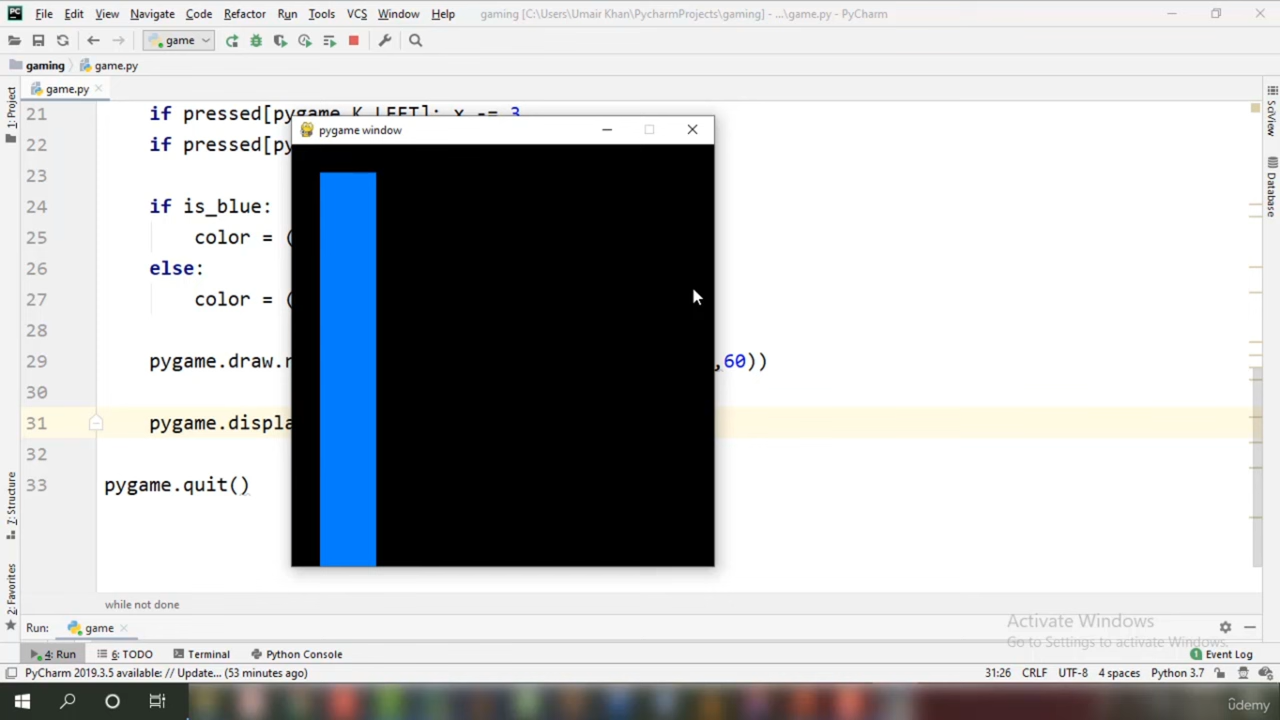 File Edit View Navigate Code Refactor Run Tools VCS Window Help gaming [C:\Users\Umair Khan\PycharmProjects\gaming] - ...\game.py - PyCharm
game
gaming game.py
1: Project
game.py
SciView
Database
21 if pressed[pygame.K_LEFT]: x -= 3
pygame window
22 if pressed[py
23
24 if is_blue:
25 color = (
26 else:
27 color = (
28
29 pygame.draw.r ,60))
30
31 pygame.displa
32
33 pygame.quit()
Z: Structure
2: Favorites
while not done
Activate Windows
Go to Settings to activate Windows.
Run: game
4: Run 6: TODO Terminal Python Console 1 Event Log
PyCharm 2019.3.5 available: // Update... (53 minutes ago) 31:26 CRLF UTF-8 4 spaces Python 3.7
ûdemy